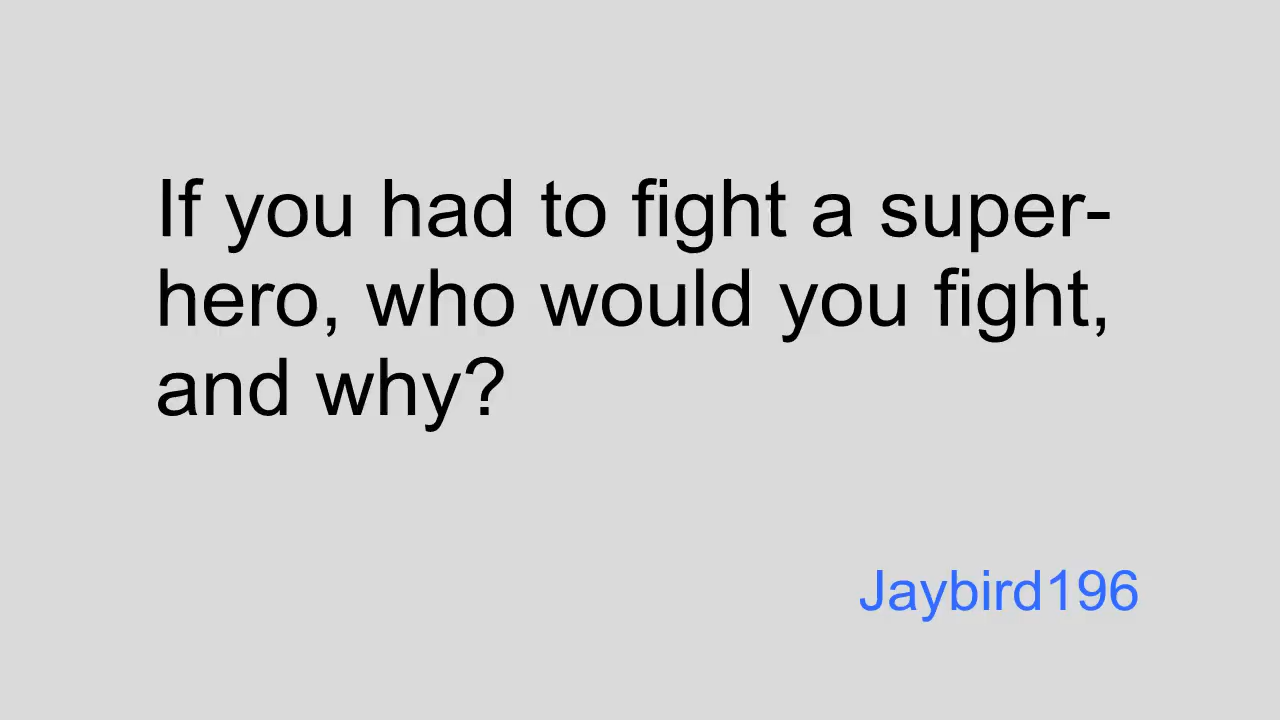 If you had to fight a super-
hero, who would you fight,
and why?
Jaybird196